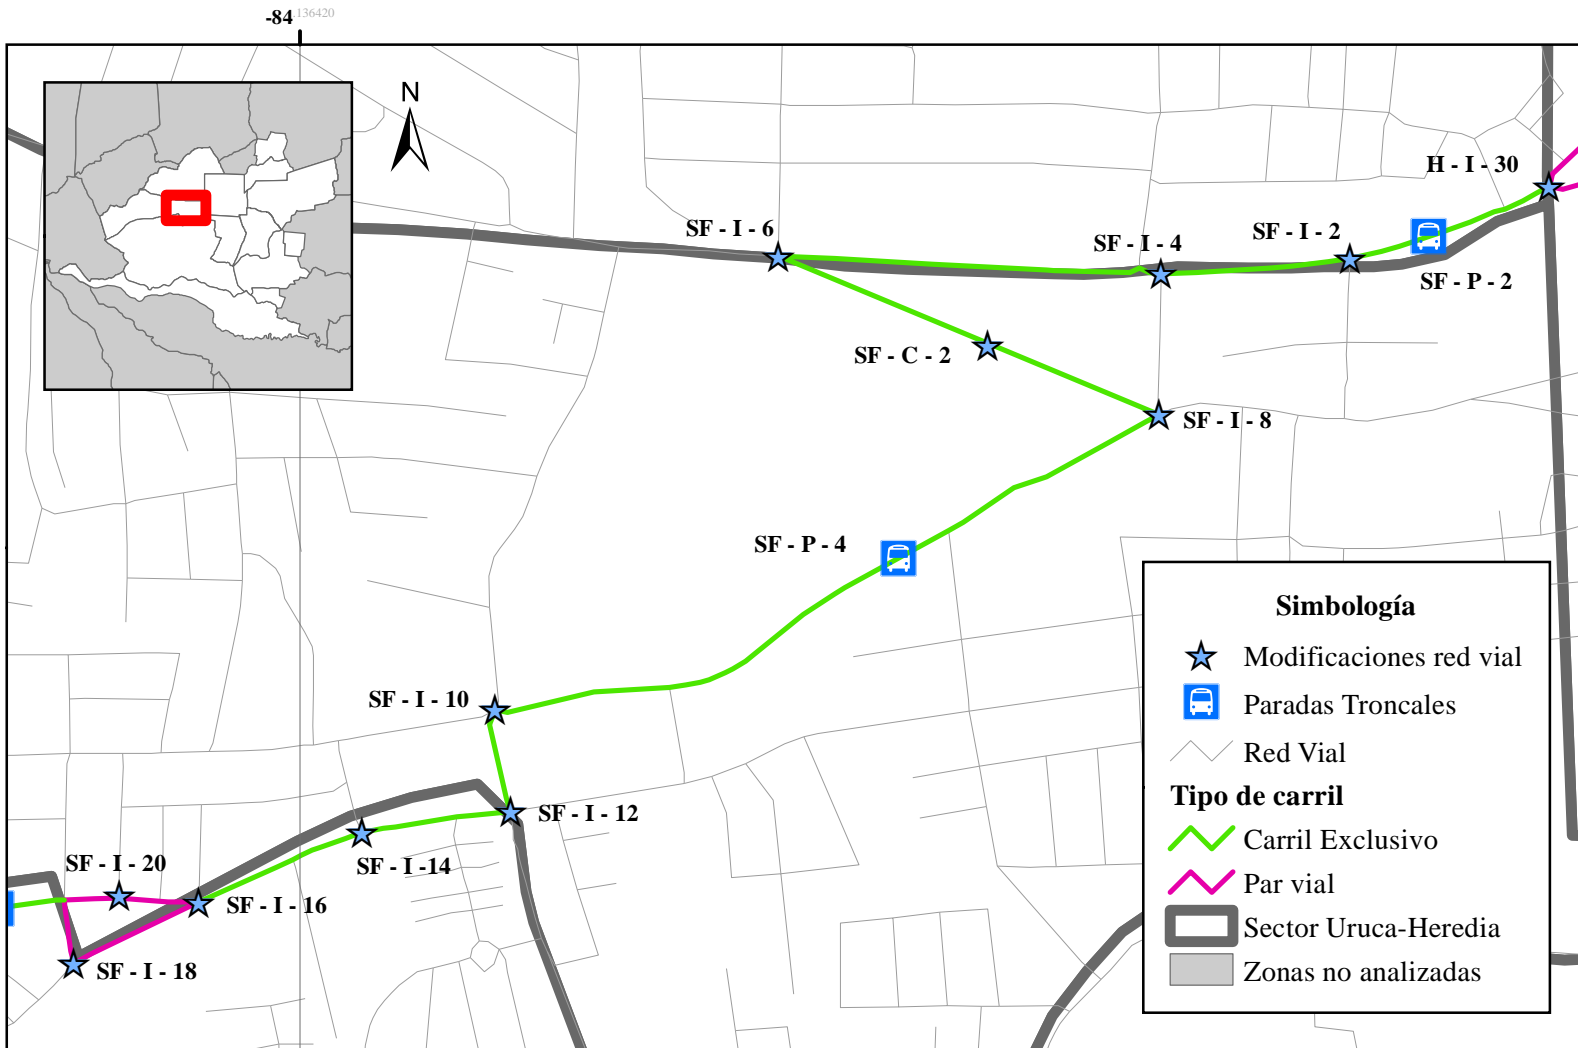 -84.136420
N
H - I - 30
SF - I - 6
SF - I - 4
SF - I - 2
SF - P - 2
SF - C - 2
SF - I - 8
SF - P - 4
SF - I - 10
SF - I - 12
SF - I -14
SF - I - 20
SF - I - 16
SF - I - 18
Simbología
Modificaciones red vial
Paradas Troncales
Red Vial
Tipo de carril
Carril Exclusivo
Par vial
Sector Uruca-Heredia
Zonas no analizadas